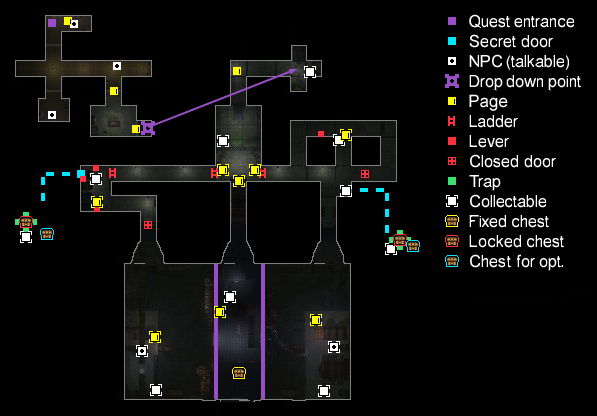 Quest entrance
Secret door
NPC (talkable)
Drop down point
Page
Ladder
Lever
Closed door
Trap
Collectable
Fixed chest
Locked chest
Chest for opt.